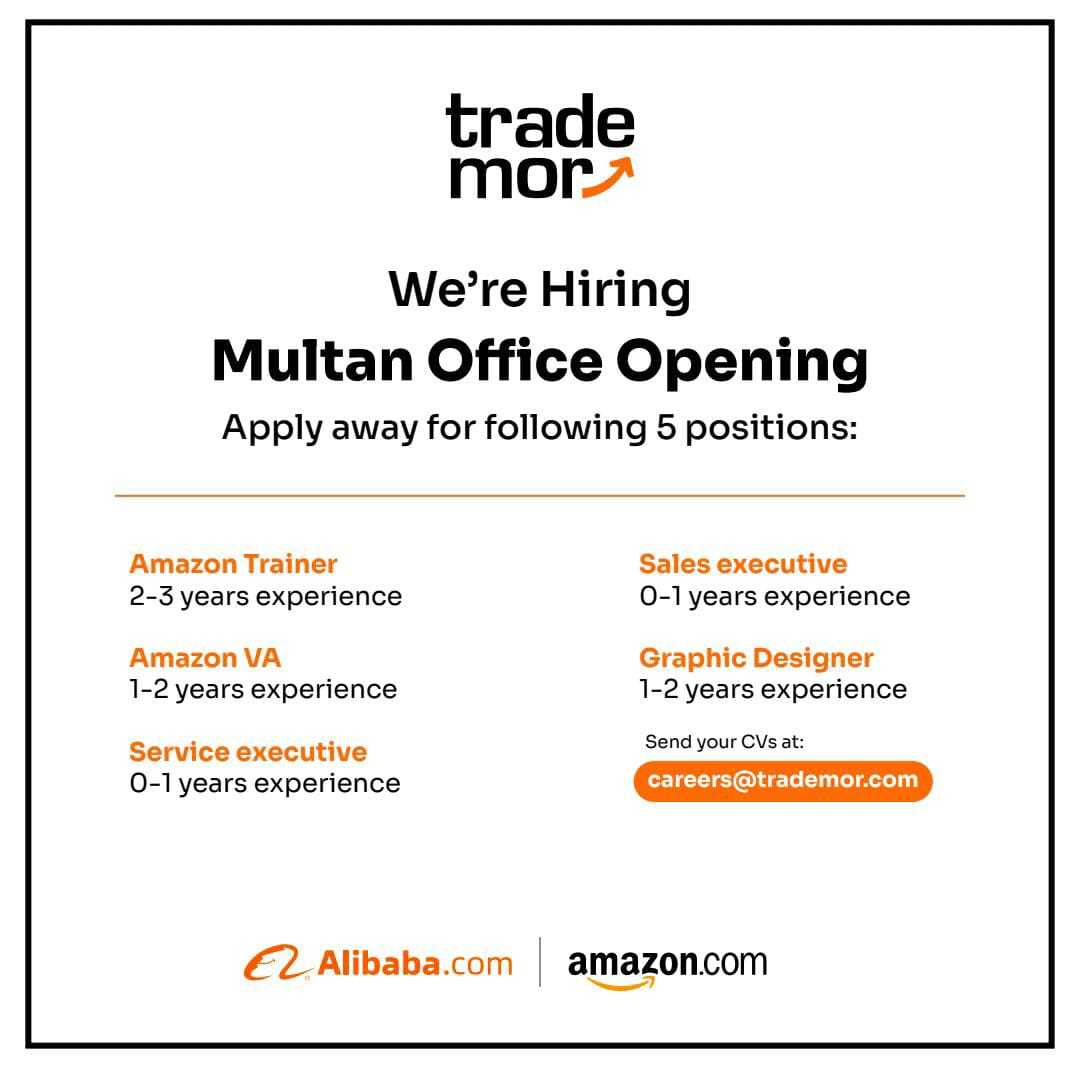 trade
mor
We're Hiring
Multan Office Opening
Apply away for following 5 positions:
Amazon Trainer
2-3 years experience
Amazon VA
1-2 years experience
Service executive
0-1 years experience
Sales executive
0-1 years experience
Graphic Designer
1-2 years experience
Send your CVs at:
careers@trademor.com
Alibaba.com
amazon.com